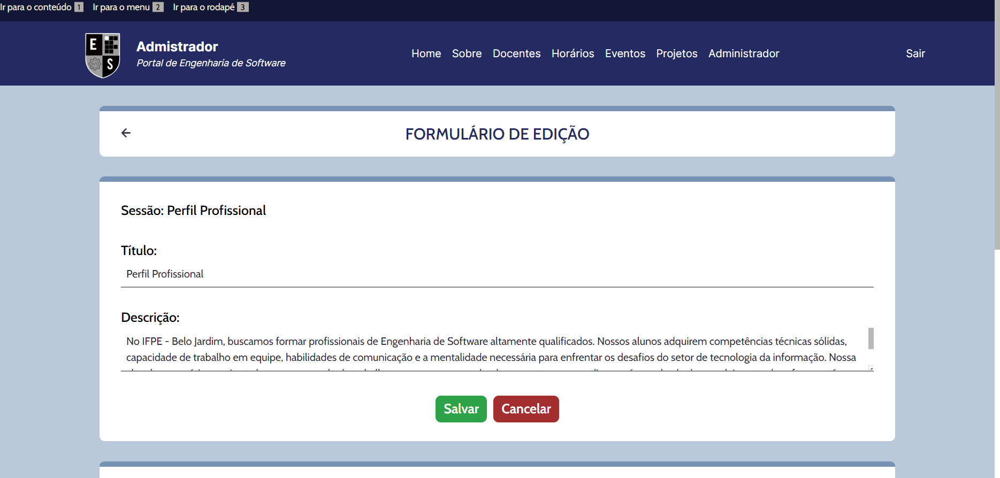 Ir para o conteúdo 1 Ir para o menu 2 Ir para o rodapé 3
E
S
Admistrador
Portal de Engenharia de Software
Home Sobre Docentes Horários Eventos Projetos Administrador Sair
FORMULÁRIO DE EDIÇÃO
Sessão: Perfil Profissional
Título:
Perfil Profissional
Descrição:
No IFPE - Belo Jardim, buscamos formar profissionais de Engenharia de Software altamente qualificados. Nossos alunos adquirem competências técnicas sólidas,
capacidade de trabalho em equipe, habilidades de comunicação e a mentalidade necessária para enfrentar os desafios do setor de tecnologia da informação. Nossa
Salvar Cancelar